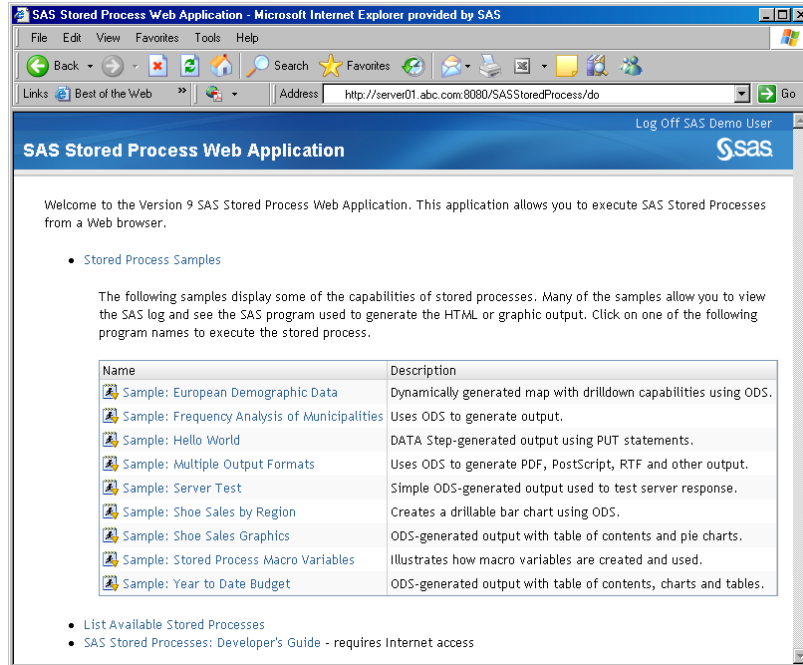 SAS Stored Process Web Application - Microsoft Internet Explorer provided by SAS
File Edit View Favorites Tools Help
Back Search Favorites
Links Best of the Web » Address http://server01.abc.com:8080/SASStoredProcess/do Go
Log Off SAS Demo User
SAS Stored Process Web Application
sas
Welcome to the Version 9 SAS Stored Process Web Application. This application allows you to execute SAS Stored Processes
from a Web browser.
• Stored Process Samples
The following samples display some of the capabilities of stored processes. Many of the samples allow you to view
the SAS log and see the SAS program used to generate the HTML or graphic output. Click on one of the following
program names to execute the stored process.
Name Description
Sample: European Demographic Data Dynamically generated map with drilldown capabilities using ODS.
Sample: Frequency Analysis of Municipalities Uses ODS to generate output.
Sample: Hello World DATA Step-generated output using PUT statements.
Sample: Multiple Output Formats Uses ODS to generate PDF, PostScript, RTF and other output.
Sample: Server Test Simple ODS-generated output used to test server response.
Sample: Shoe Sales by Region Creates a drillable bar chart using ODS.
Sample: Shoe Sales Graphics ODS-generated output with table of contents and pie charts.
Sample: Stored Process Macro Variables Illustrates how macro variables are created and used.
Sample: Year to Date Budget ODS-generated output with table of contents, charts and tables.
• List Available Stored Processes
• SAS Stored Processes: Developer's Guide - requires Internet access